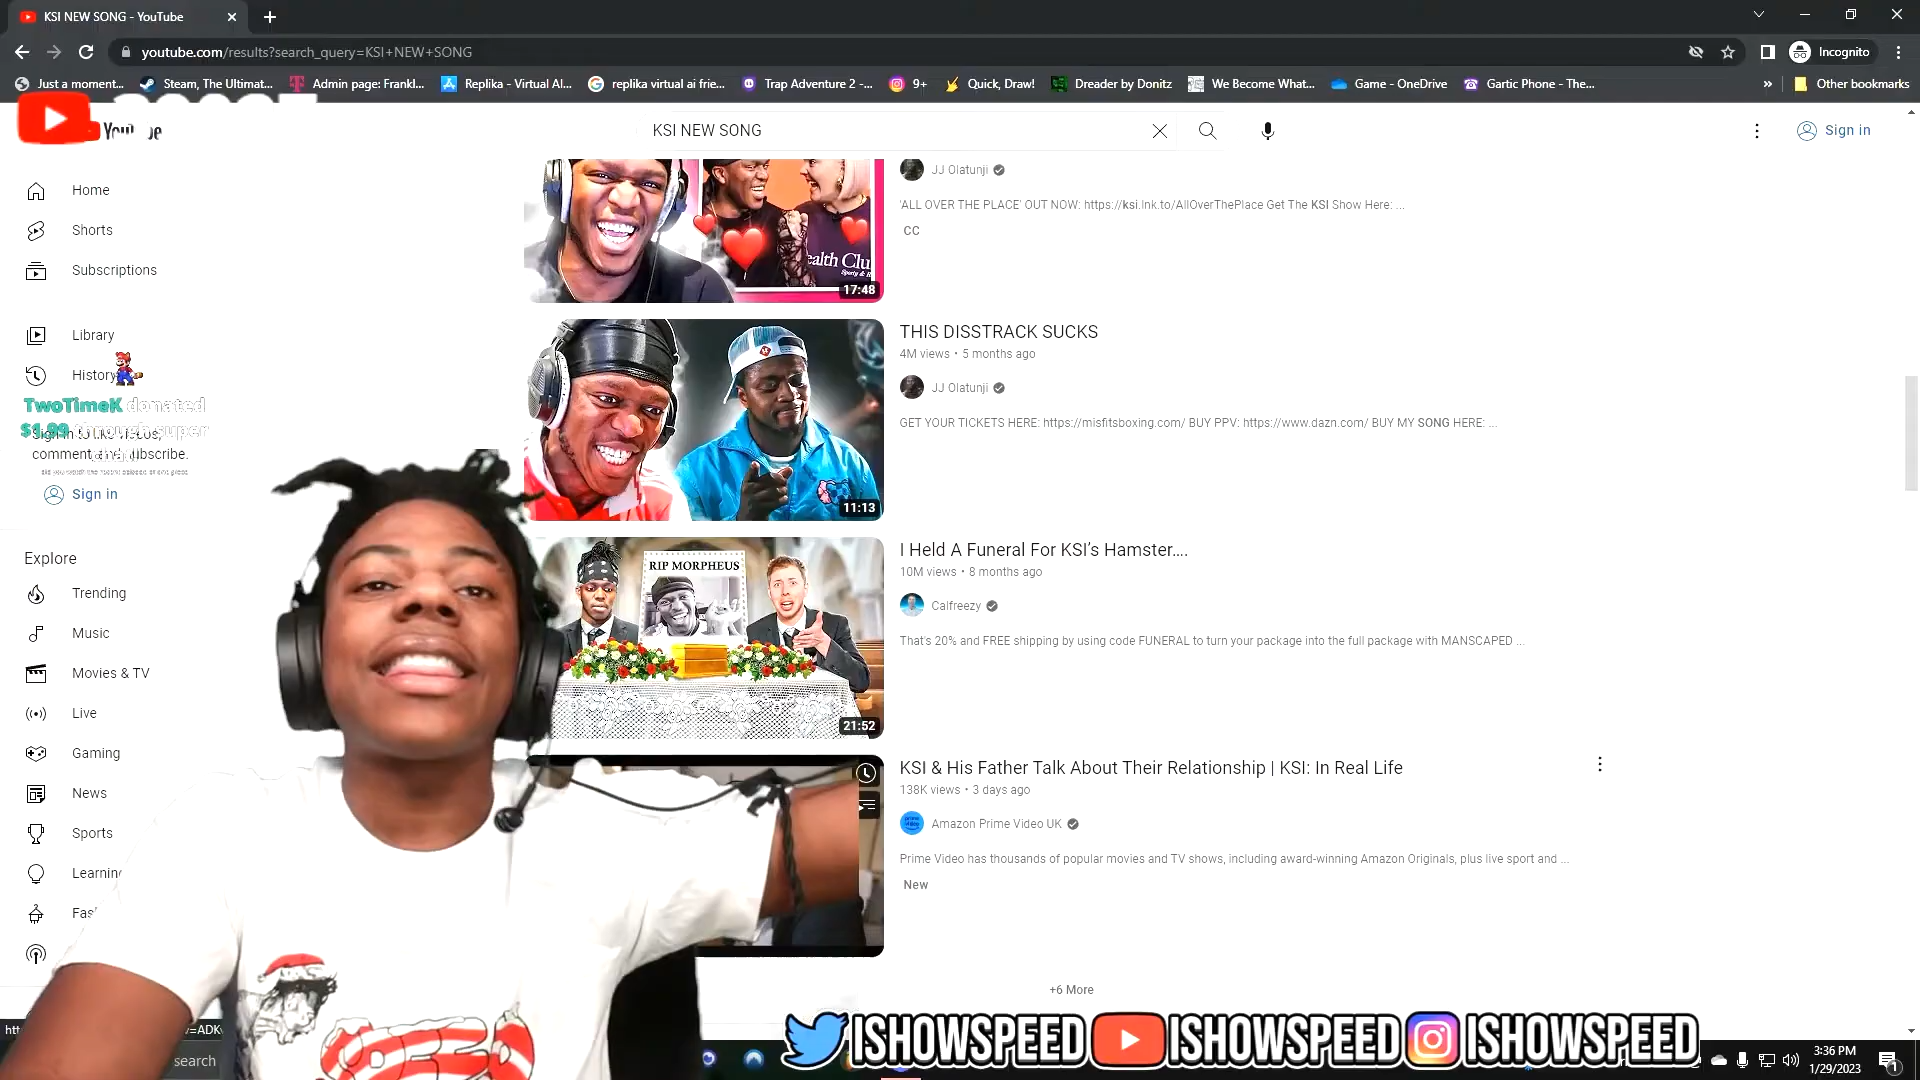 KSI NEW SONG - YouTube
youtube.com/results?search_query=KSI+NEW+SONG
Incognito
Just a moment...
Steam, The Ultimat...
Admin page: Frankl...
Replika - Virtual AI...
replika virtual ai frie...
Trap Adventure 2 -...
9+
Quick, Draw!
Dreader by Donitz
We Become What...
Game - OneDrive
Gartic Phone - The...
»
Other bookmarks
KSI NEW SONG
Sign in
Home
Shorts
Subscriptions
Library
History
TwoTimeK donated
$1.99 through super
comment, and subscribe.
Sign in
Explore
Trending
Music
Movies & TV
Live
Gaming
News
Sports
Learning
JJ Olatunji
'ALL OVER THE PLACE' OUT NOW: https://ksi.lnk.to/AllOverThePlace Get The KSI Show Here: ...
CC
17:48
THIS DISSTRACK SUCKS
4M views • 5 months ago
JJ Olatunji
GET YOUR TICKETS HERE: https://misfitsboxing.com/ BUY PPV: https://www.dazn.com/ BUY MY SONG HERE: ...
11:13
RIP MORPHEUS
I Held A Funeral For KSI's Hamster....
10M views • 8 months ago
Calfreezy
That's 20% and FREE shipping by using code FUNERAL to turn your package into the full package with MANSCAPED ...
21:52
KSI & His Father Talk About Their Relationship | KSI: In Real Life
138K views • 3 days ago
Amazon Prime Video UK
Prime Video has thousands of popular movies and TV shows, including award-winning Amazon Originals, plus live sport and ...
New
+6 More
search
ISHOWSPEED
ISHOWSPEED
ISHOWSPEED
3:36 PM
1/29/2023
1